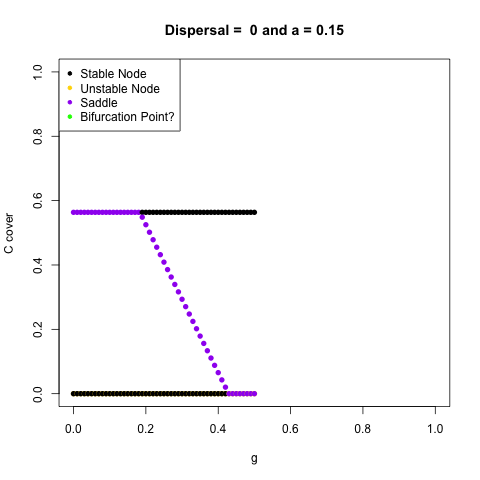 Dispersal = 0 and a = 0.15
Stable Node
Unstable Node
Saddle
Bifurcation Point?
C cover
1.0
0.8
0.6
0.4
0.2
0.0
0.0 0.2 0.4 0.6 0.8 1.0
g